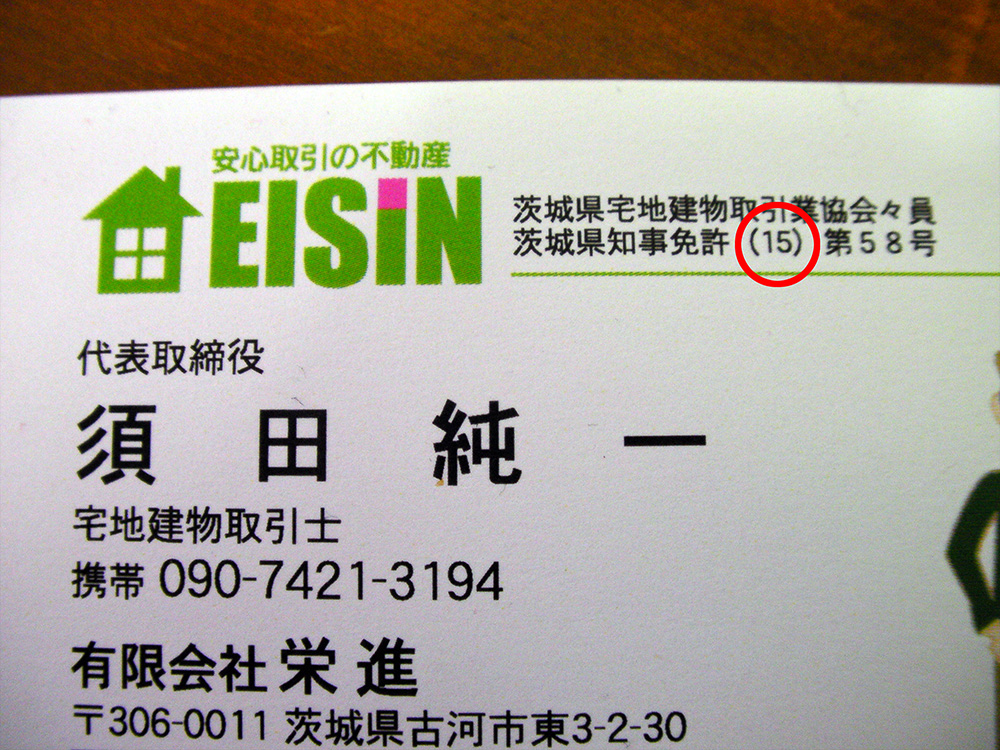 安心取引の不動産
EISIN
茨城県宅地建物取引業協会々員
茨城県知事免許（15）第５８号
代表取締役
須田純一
宅地建物取引士
携帯 090-7421-3194
有限会社 栄進
〒306-0011 茨城県古河市東3-2-30